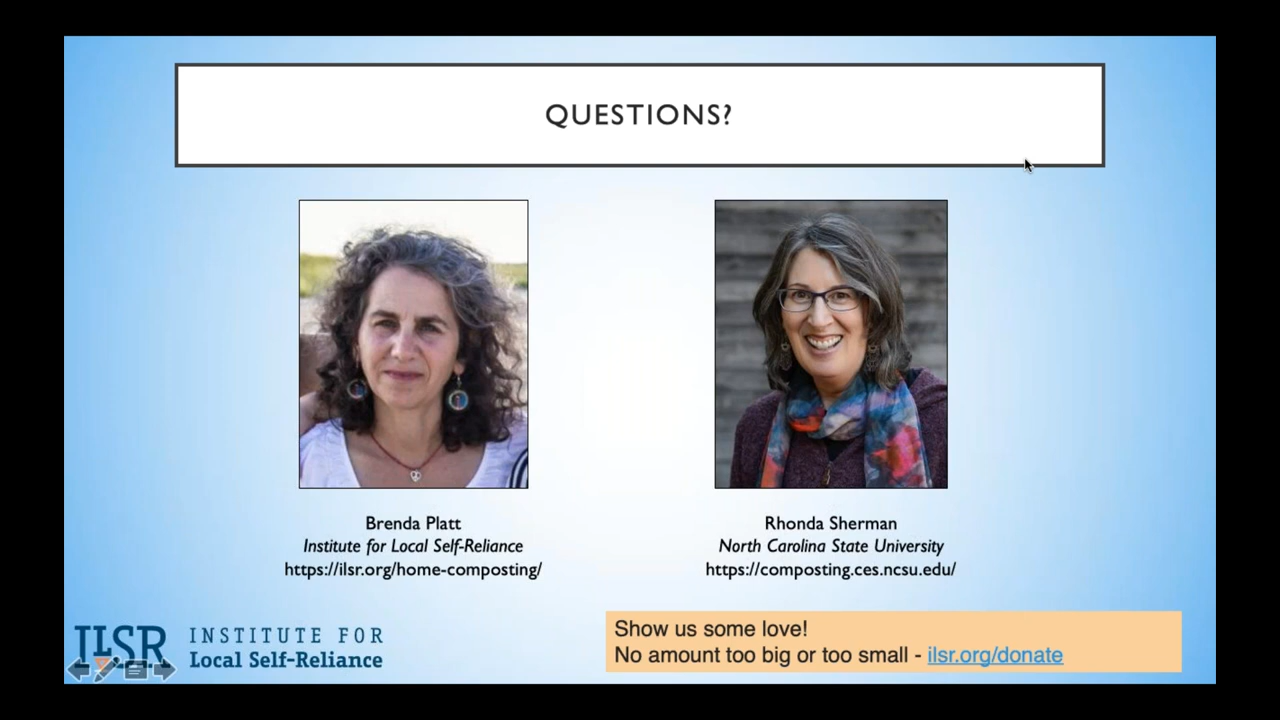 QUESTIONS?
Brenda Platt
Institute for Local Self-Reliance
https://ilsr.org/home-composting/
Rhonda Sherman
North Carolina State University
https://composting.ces.ncsu.edu/
ILSR
INSTITUTE FOR
Local Self-Reliance
Show us some love!
No amount too big or too small - ilsr.org/donate